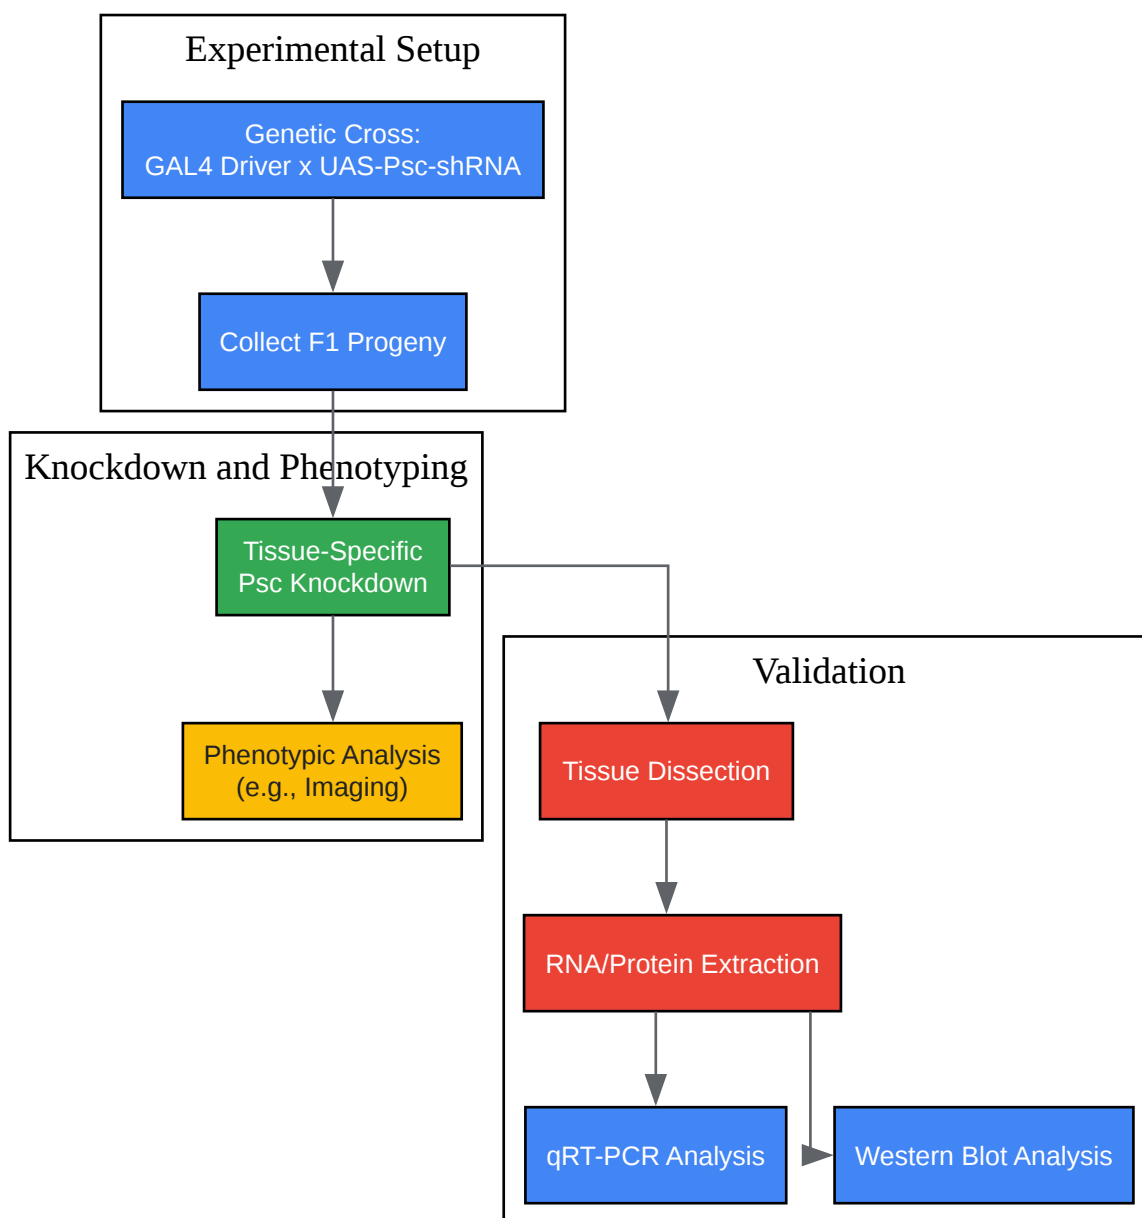 Experimental Setup
Genetic Cross:
GAL4 Driver x UAS-Psc-shRNA
Collect F1 Progeny
Knockdown and Phenotyping
Tissue-Specific
Psc Knockdown
Phenotypic Analysis
(e.g., Imaging)
Validation
Tissue Dissection
RNA/Protein Extraction
qRT-PCR Analysis
Western Blot Analysis